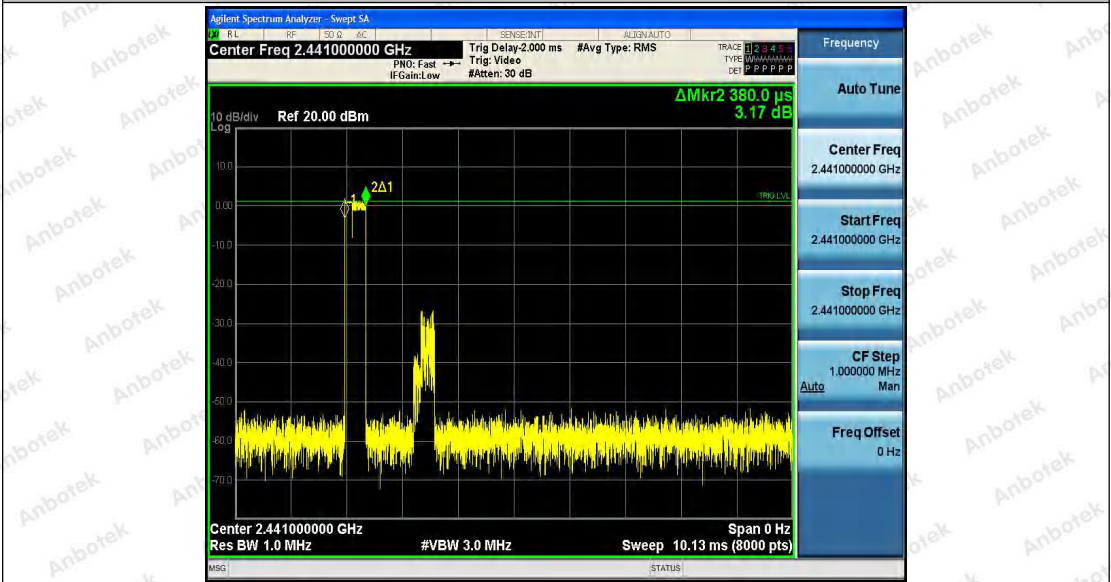 Agilent Spectrum Analyzer - Swept SA
RL RF 50 Ω AC SENSE:INT ALIGNAUTO
Center Freq 2.441000000 GHz
PNO: Fast
IFGain:Low
Trig Delay-2.000 ms
Trig: Video
#Atten: 30 dB
#Avg Type: RMS
TRACE 1 2 3 4 5 6
TYPE
DET P P P P P P
ΔMkr2 380.0 µs
3.17 dB
10 dB/div Ref 20.00 dBm
Log
10.0
0.00
-10.0
-20.0
-30.0
-40.0
-50.0
-60.0
-70.0
1
2Δ1
TRIG LVL
Center 2.441000000 GHz Span 0 Hz
Res BW 1.0 MHz #VBW 3.0 MHz Sweep 10.13 ms (8000 pts)
MSG STATUS
Frequency
Auto Tune
Center Freq
2.441000000 GHz
Start Freq
2.441000000 GHz
Stop Freq
2.441000000 GHz
CF Step
1.000000 MHz
Auto Man
Freq Offset
0 Hz
Anbotek